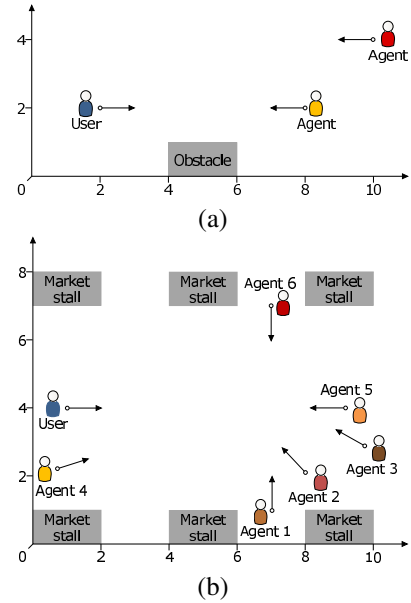 4
Agent
2
User
Agent
Obstacle
0
2
4
6
8
10
(a)
8
Market
stall
Market
stall
Agent 6
Market
stall
6
4
User
Agent 5
Agent 3
2
Agent 4
Agent 2
Agent 1
Market
stall
Market
stall
Market
stall
0
2
4
6
8
10
(b)